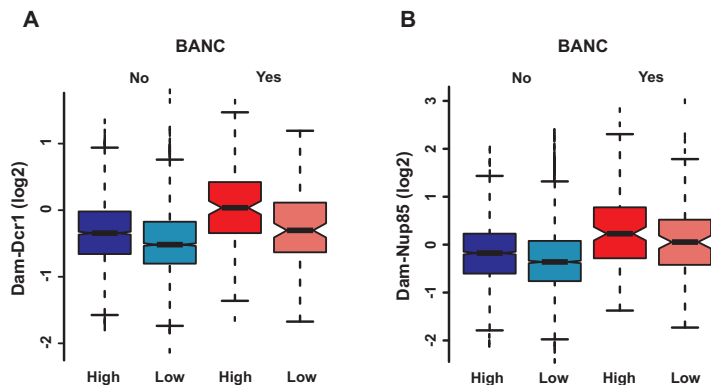 A
BANC
No Yes
Dam-Dcr1 (log2)
1
0
-1
-2
High Low High Low
B
BANC
No Yes
Dam-Nup85 (log2)
3
2
1
0
-1
-2
High Low High Low